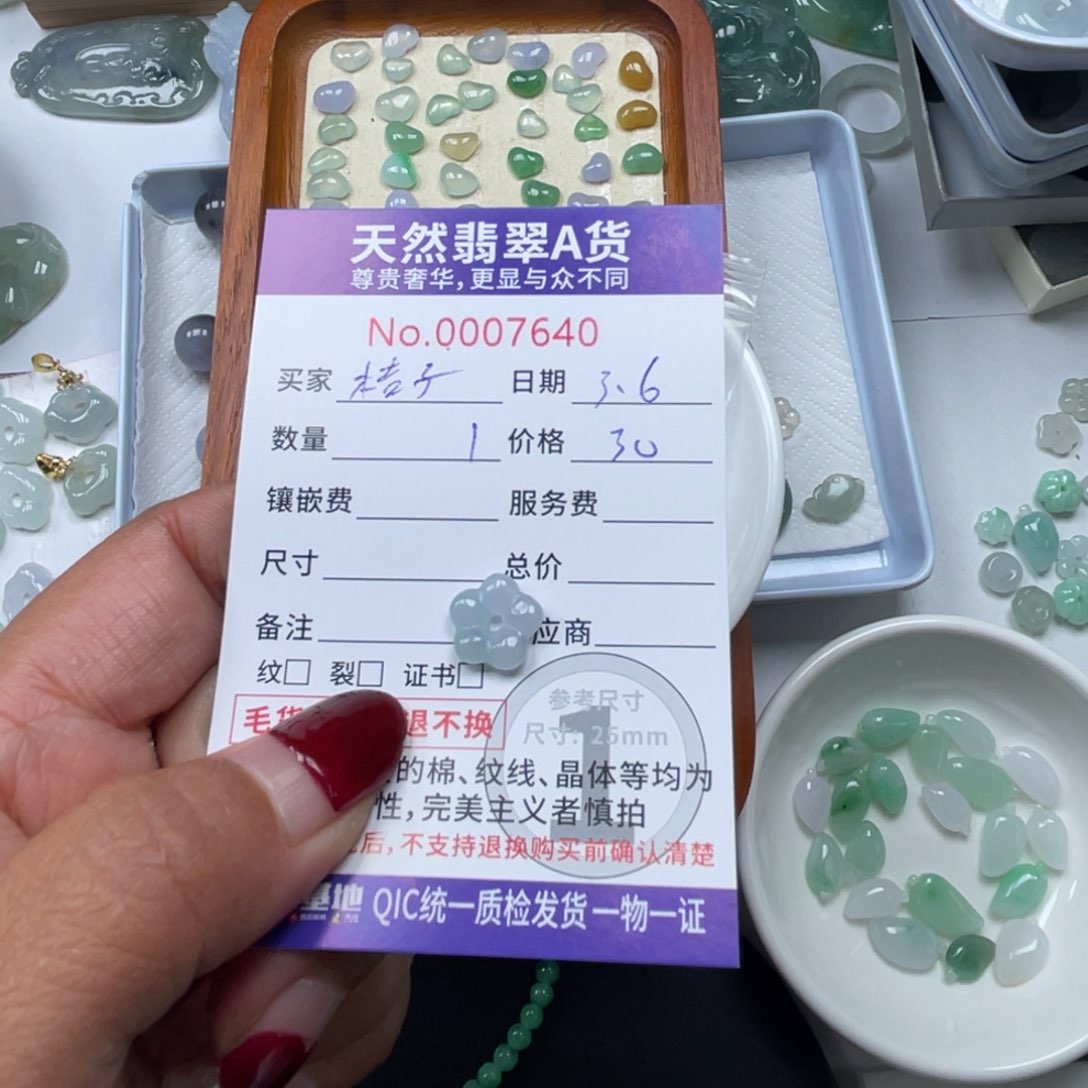 天然翡翠A货
尊贵奢华,更显与众不同
No.0007640
买家 桔子 日期 3.6
数量 1 价格 30
镶嵌费 服务费
尺寸 总价
备注 应商
纹□ 裂□ 证书□
毛货 退不换
参考尺寸
尺寸: 25mm
1
的棉、纹线、晶体等均为
性,完美主义者慎拍
后,不支持退换购买前确认清楚
基地 QIC统一质检发货一物一证